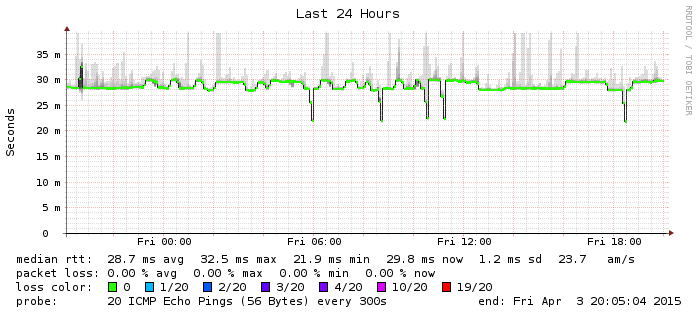 Last 24 Hours
RRDTOOL / TOBI OETIKER
Seconds
35 m
30 m
25 m
20 m
15 m
10 m
5 m
0
Fri 00:00 Fri 06:00 Fri 12:00 Fri 18:00
median rtt: 28.7 ms avg 32.5 ms max 21.9 ms min 29.8 ms now 1.2 ms sd 23.7 am/s
packet loss: 0.00 % avg 0.00 % max 0.00 % min 0.00 % now
loss color: 0 1/20 2/20 3/20 4/20 10/20 19/20
probe: 20 ICMP Echo Pings (56 Bytes) every 300s end: Fri Apr 3 20:05:04 2015